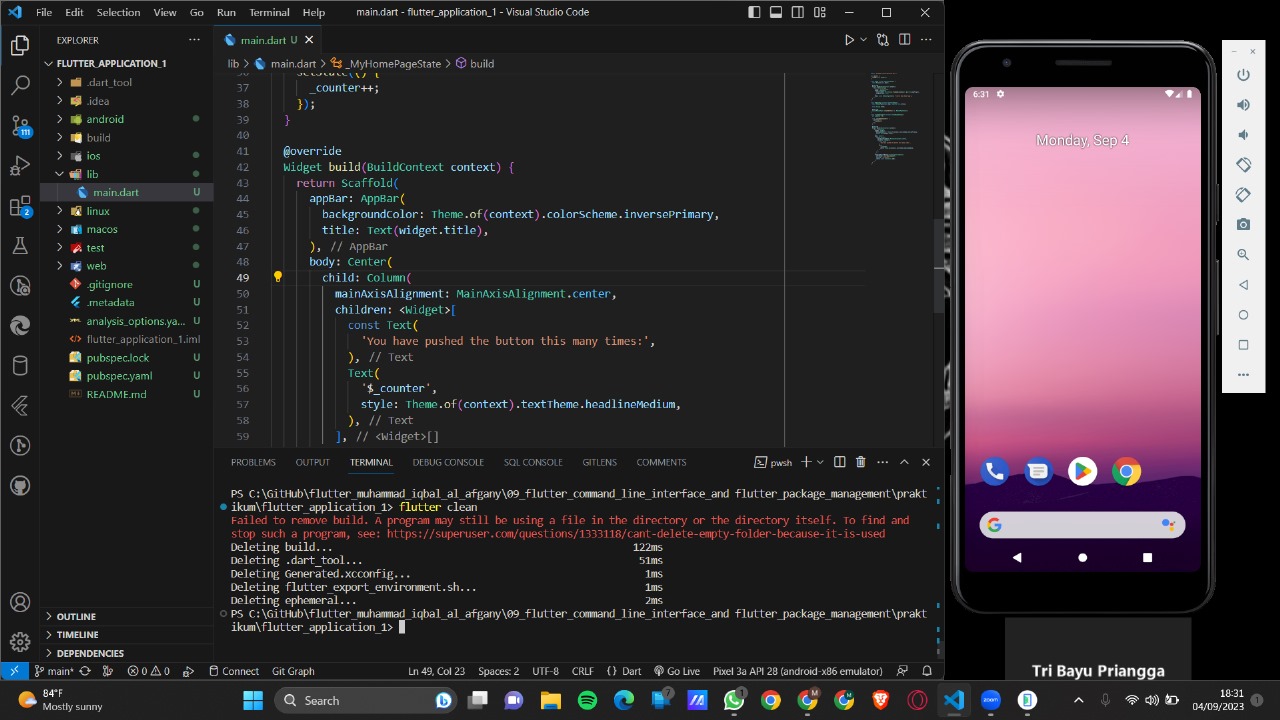 File Edit Selection View Go Run Terminal Help main.dart - flutter_application_1 - Visual Studio Code
EXPLORER
FLUTTER_APPLICATION_1
.dart_tool
.idea
android
build
ios
lib
main.dart U
linux
macos
test
web
.gitignore U
.metadata U
analysis_options.ya... U
flutter_application_1.iml
pubspec.lock U
pubspec.yaml U
README.md U
OUTLINE
TIMELINE
DEPENDENCIES
111
2
main.dart U
lib > main.dart > _MyHomePageState > build
36 setState(() {
37 _counter++;
38 });
39 }
40
41 @override
42 Widget build(BuildContext context) {
43 return Scaffold(
44 appBar: AppBar(
45 backgroundColor: Theme.of(context).colorScheme.inversePrimary,
46 title: Text(widget.title),
47 ), // AppBar
48 body: Center(
49 child: Column(
50 mainAxisAlignment: MainAxisAlignment.center,
51 children: <Widget>[
52 const Text(
53 'You have pushed the button this many times:',
54 ), // Text
55 Text(
56 '$_counter',
57 style: Theme.of(context).textTheme.headlineMedium,
58 ), // Text
59 ], // <Widget>[]
PROBLEMS OUTPUT TERMINAL DEBUG CONSOLE SQL CONSOLE GITLENS COMMENTS pwsh
PS C:\GitHub\flutter_muhammad_iqbal_al_afgany\09_flutter_command_line_interface_and flutter_package_management\prakt
ikum\flutter_application_1> flutter clean
Failed to remove build. A program may still be using a file in the directory or the directory itself. To find and
stop such a program, see: https://superuser.com/questions/1333118/cant-delete-empty-folder-because-it-is-used
Deleting build... 122ms
Deleting .dart_tool... 51ms
Deleting Generated.xcconfig... 1ms
Deleting flutter_export_environment.sh... 1ms
Deleting ephemeral... 2ms
PS C:\GitHub\flutter_muhammad_iqbal_al_afgany\09_flutter_command_line_interface_and flutter_package_management\prakt
ikum\flutter_application_1>
main* 0 0 Connect Git Graph Ln 49, Col 23 Spaces: 2 UTF-8 CRLF {} Dart Go Live Pixel 3a API 28 (android-x86 emulator)
6:31
Monday, Sep 4
Tri Bayu Priangga
84°F
Mostly sunny
Search
7
1
M
M
18:31
04/09/2023
1